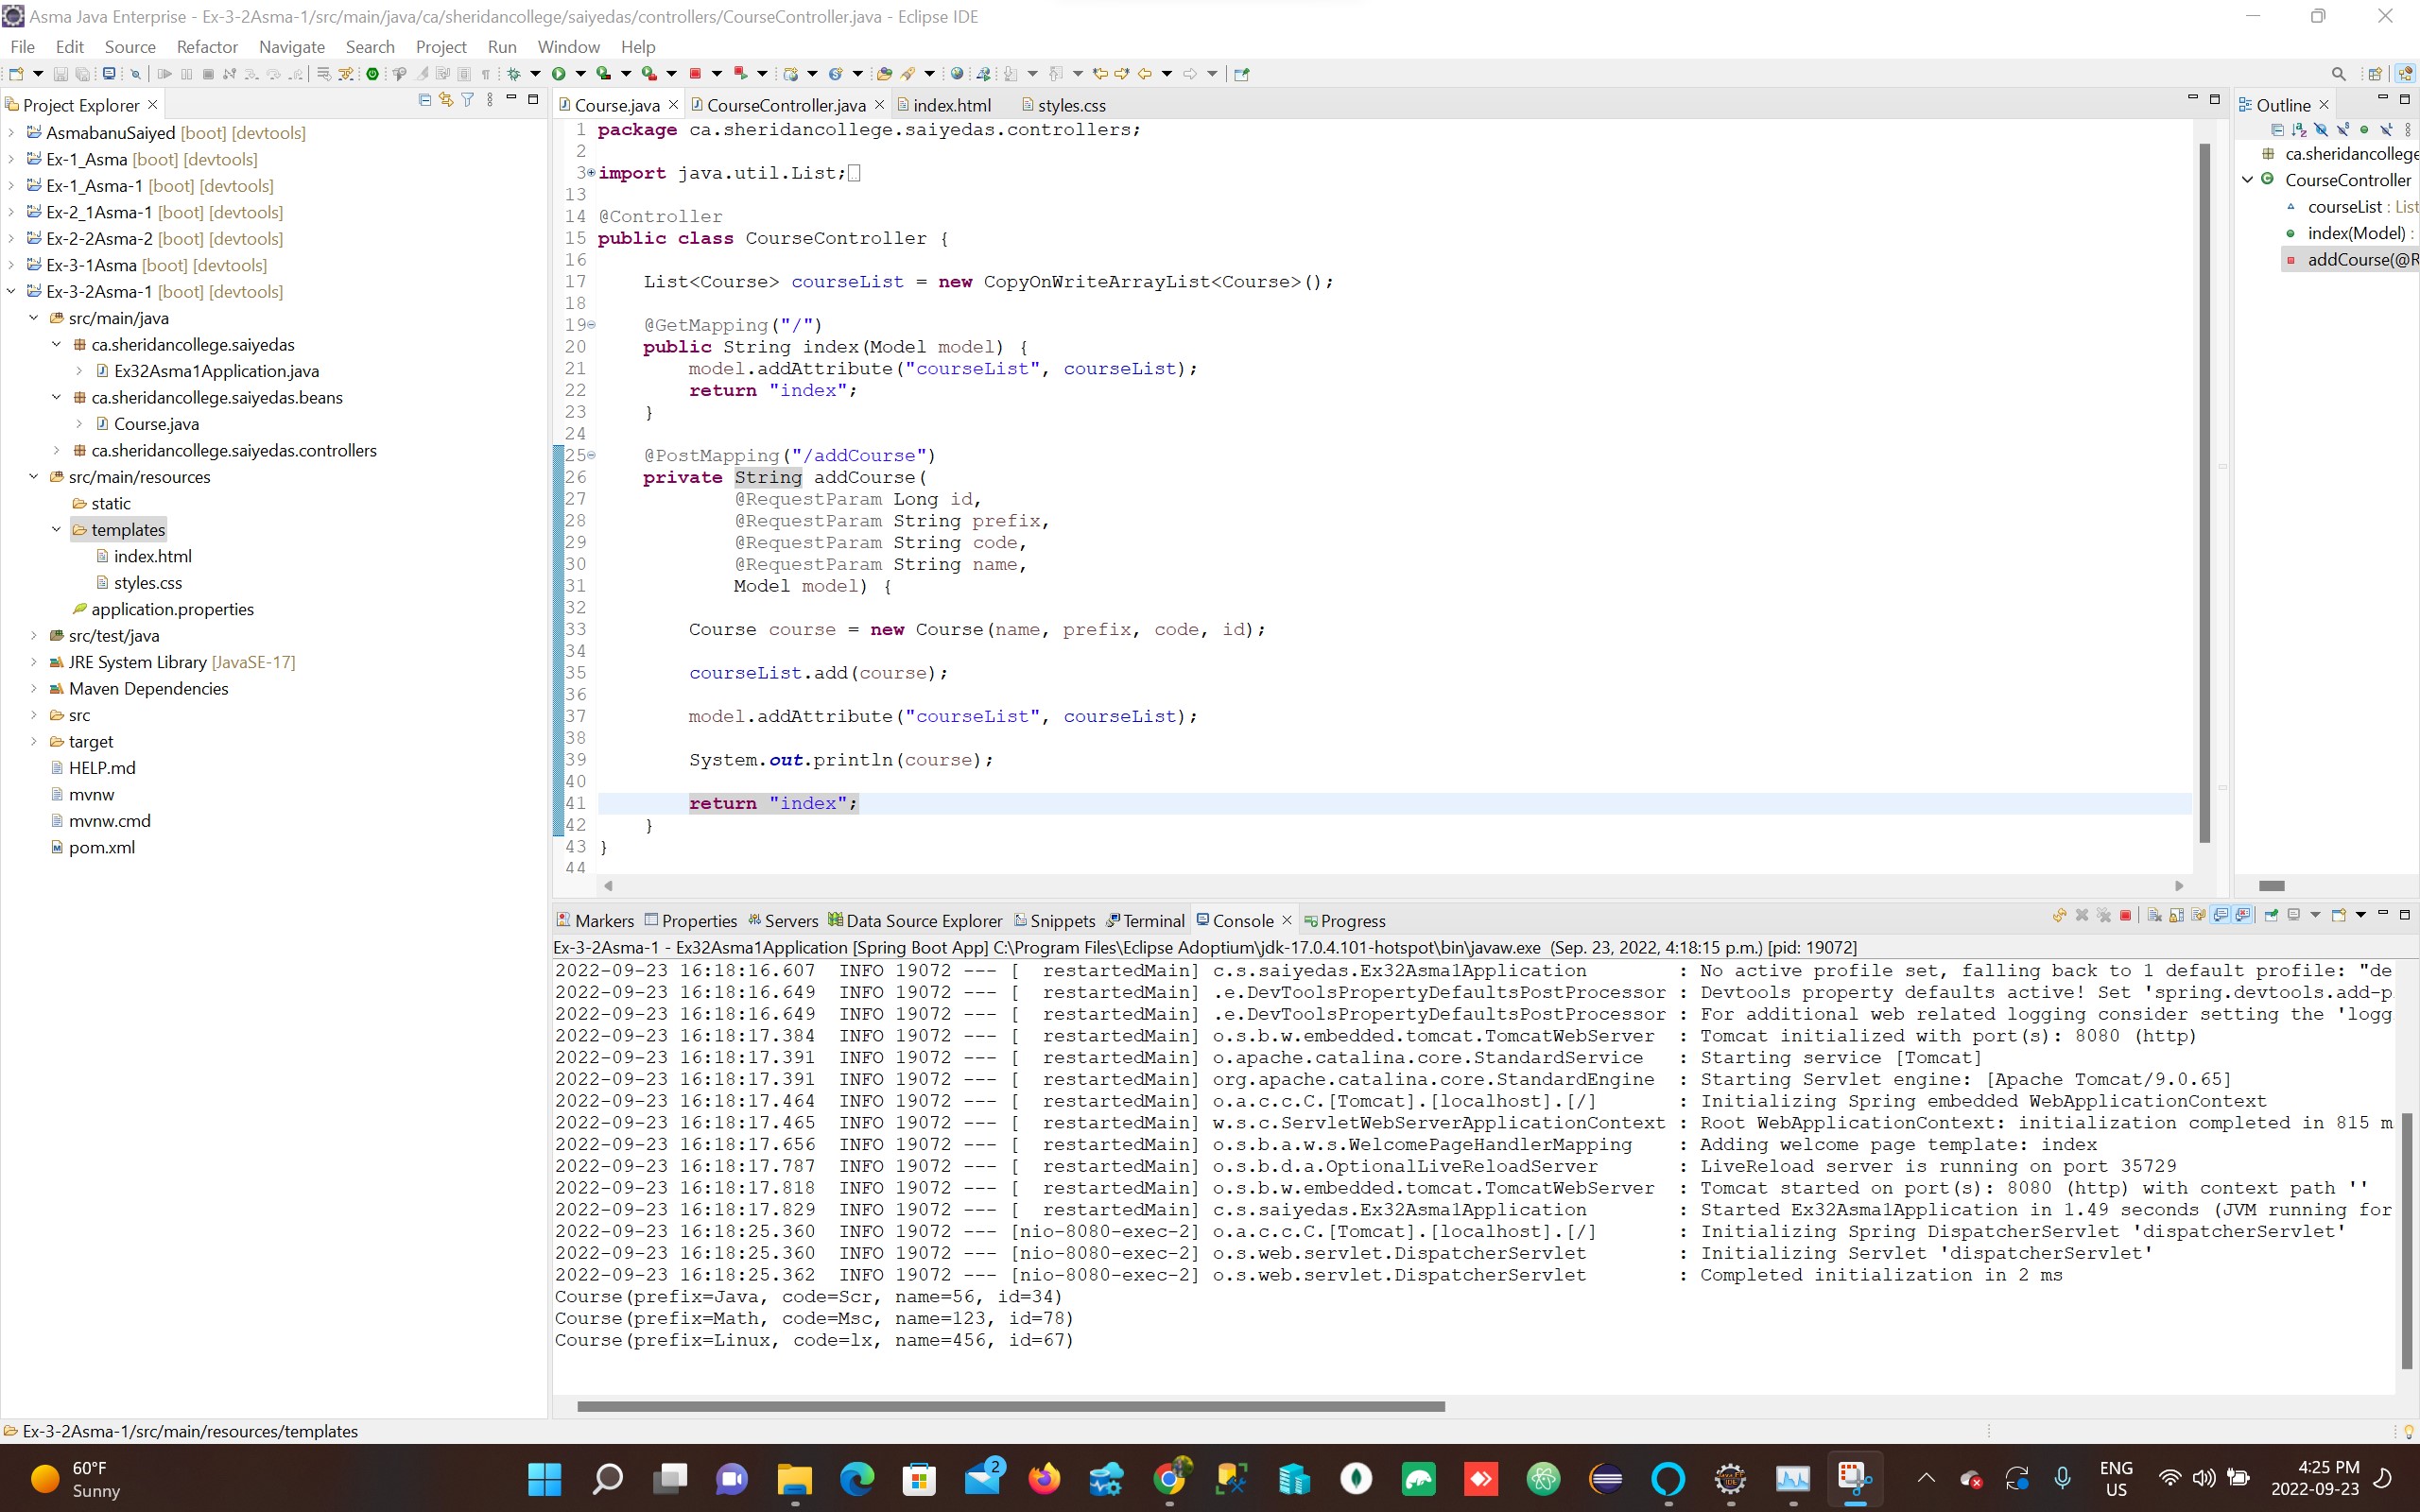 Asma Java Enterprise - Ex-3-2Asma-1/src/main/java/ca/sheridancollege/saiyedas/controllers/CourseController.java - Eclipse IDE
File Edit Source Refactor Navigate Search Project Run Window Help
Project Explorer
AsmabanuSaiyed [boot] [devtools]
Ex-1_Asma [boot] [devtools]
Ex-1_Asma-1 [boot] [devtools]
Ex-2_1Asma-1 [boot] [devtools]
Ex-2-2Asma-2 [boot] [devtools]
Ex-3-1Asma [boot] [devtools]
Ex-3-2Asma-1 [boot] [devtools]
src/main/java
ca.sheridancollege.saiyedas
Ex32Asma1Application.java
ca.sheridancollege.saiyedas.beans
Course.java
ca.sheridancollege.saiyedas.controllers
src/main/resources
static
templates
index.html
styles.css
application.properties
src/test/java
JRE System Library [JavaSE-17]
Maven Dependencies
src
target
HELP.md
mvnw
mvnw.cmd
pom.xml
Course.java CourseController.java index.html styles.css
1 package ca.sheridancollege.saiyedas.controllers;
2
3 import java.util.List;
13
14 @Controller
15 public class CourseController {
16
17 List<Course> courseList = new CopyOnWriteArrayList<Course>();
18
19 @GetMapping("/")
20 public String index(Model model) {
21 model.addAttribute("courseList", courseList);
22 return "index";
23 }
24
25 @PostMapping("/addCourse")
26 private String addCourse(
27 @RequestParam Long id,
28 @RequestParam String prefix,
29 @RequestParam String code,
30 @RequestParam String name,
31 Model model) {
32
33 Course course = new Course(name, prefix, code, id);
34
35 courseList.add(course);
36
37 model.addAttribute("courseList", courseList);
38
39 System.out.println(course);
40
41 return "index";
42 }
43 }
44
Outline
ca.sheridancollege
CourseController
courseList : List
index(Model) :
addCourse(@R
Markers Properties Servers Data Source Explorer Snippets Terminal Console Progress
Ex-3-2Asma-1 - Ex32Asma1Application [Spring Boot App] C:\Program Files\Eclipse Adoptium\jdk-17.0.4.101-hotspot\bin\javaw.exe (Sep. 23, 2022, 4:18:15 p.m.) [pid: 19072]
2022-09-23 16:18:16.607 INFO 19072 --- [ restartedMain] c.s.saiyedas.Ex32Asma1Application : No active profile set, falling back to 1 default profile: "de
2022-09-23 16:18:16.649 INFO 19072 --- [ restartedMain] .e.DevToolsPropertyDefaultsPostProcessor : Devtools property defaults active! Set 'spring.devtools.add-p
2022-09-23 16:18:16.649 INFO 19072 --- [ restartedMain] .e.DevToolsPropertyDefaultsPostProcessor : For additional web related logging consider setting the 'logg
2022-09-23 16:18:17.384 INFO 19072 --- [ restartedMain] o.s.b.w.embedded.tomcat.TomcatWebServer : Tomcat initialized with port(s): 8080 (http)
2022-09-23 16:18:17.391 INFO 19072 --- [ restartedMain] o.apache.catalina.core.StandardService : Starting service [Tomcat]
2022-09-23 16:18:17.391 INFO 19072 --- [ restartedMain] org.apache.catalina.core.StandardEngine : Starting Servlet engine: [Apache Tomcat/9.0.65]
2022-09-23 16:18:17.464 INFO 19072 --- [ restartedMain] o.a.c.c.C.[Tomcat].[localhost].[/] : Initializing Spring embedded WebApplicationContext
2022-09-23 16:18:17.465 INFO 19072 --- [ restartedMain] w.s.c.ServletWebServerApplicationContext : Root WebApplicationContext: initialization completed in 815 m
2022-09-23 16:18:17.656 INFO 19072 --- [ restartedMain] o.s.b.a.w.s.WelcomePageHandlerMapping : Adding welcome page template: index
2022-09-23 16:18:17.787 INFO 19072 --- [ restartedMain] o.s.b.d.a.OptionalLiveReloadServer : LiveReload server is running on port 35729
2022-09-23 16:18:17.818 INFO 19072 --- [ restartedMain] o.s.b.w.embedded.tomcat.TomcatWebServer : Tomcat started on port(s): 8080 (http) with context path ''
2022-09-23 16:18:17.829 INFO 19072 --- [ restartedMain] c.s.saiyedas.Ex32Asma1Application : Started Ex32Asma1Application in 1.49 seconds (JVM running for
2022-09-23 16:18:25.360 INFO 19072 --- [nio-8080-exec-2] o.a.c.c.C.[Tomcat].[localhost].[/] : Initializing Spring DispatcherServlet 'dispatcherServlet'
2022-09-23 16:18:25.360 INFO 19072 --- [nio-8080-exec-2] o.s.web.servlet.DispatcherServlet : Initializing Servlet 'dispatcherServlet'
2022-09-23 16:18:25.362 INFO 19072 --- [nio-8080-exec-2] o.s.web.servlet.DispatcherServlet : Completed initialization in 2 ms
Course(prefix=Java, code=Scr, name=56, id=34)
Course(prefix=Math, code=Msc, name=123, id=78)
Course(prefix=Linux, code=lx, name=456, id=67)
Ex-3-2Asma-1/src/main/resources/templates
60°F
Sunny
2
ENG
US
4:25 PM
2022-09-23